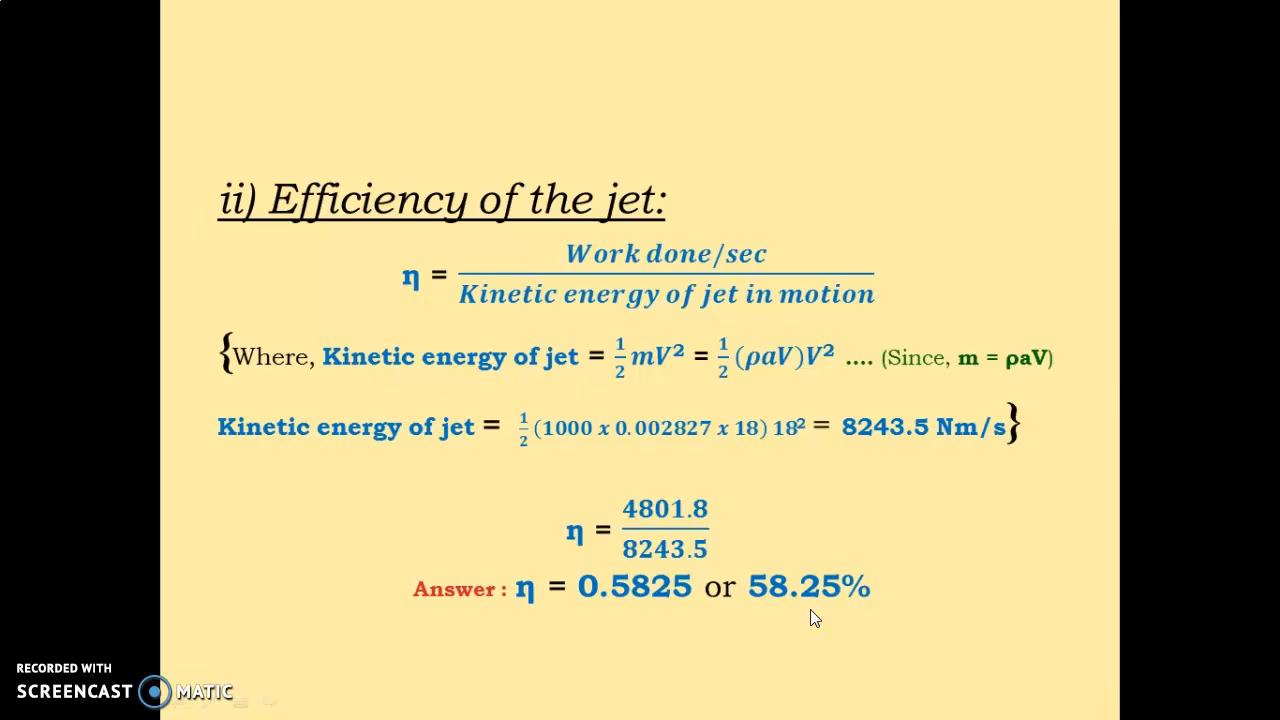 ii) Efficiency of the jet:
η = Work done/sec / Kinetic energy of jet in motion
{Where, Kinetic energy of jet = 1/2 mV² = 1/2 (ρaV)V² .... (Since, m = ρaV)
Kinetic energy of jet = 1/2 (1000 x 0.002827 x 18) 18² = 8243.5 Nm/s}
η = 4801.8 / 8243.5
Answer : η = 0.5825 or 58.25%
RECORDED WITH
SCREENCAST MATIC